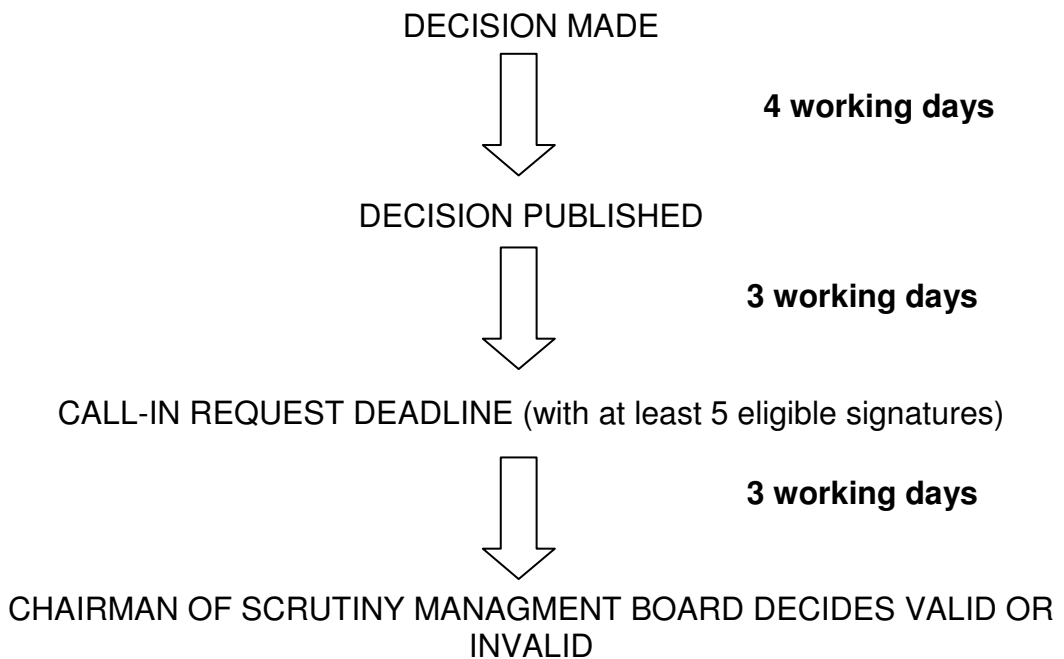 DECISION MADE
4 working days
DECISION PUBLISHED
3 working days
CALL-IN REQUEST DEADLINE (with at least 5 eligible signatures)
3 working days
CHAIRMAN OF SCRUTINY MANAGMENT BOARD DECIDES VALID OR
INVALID